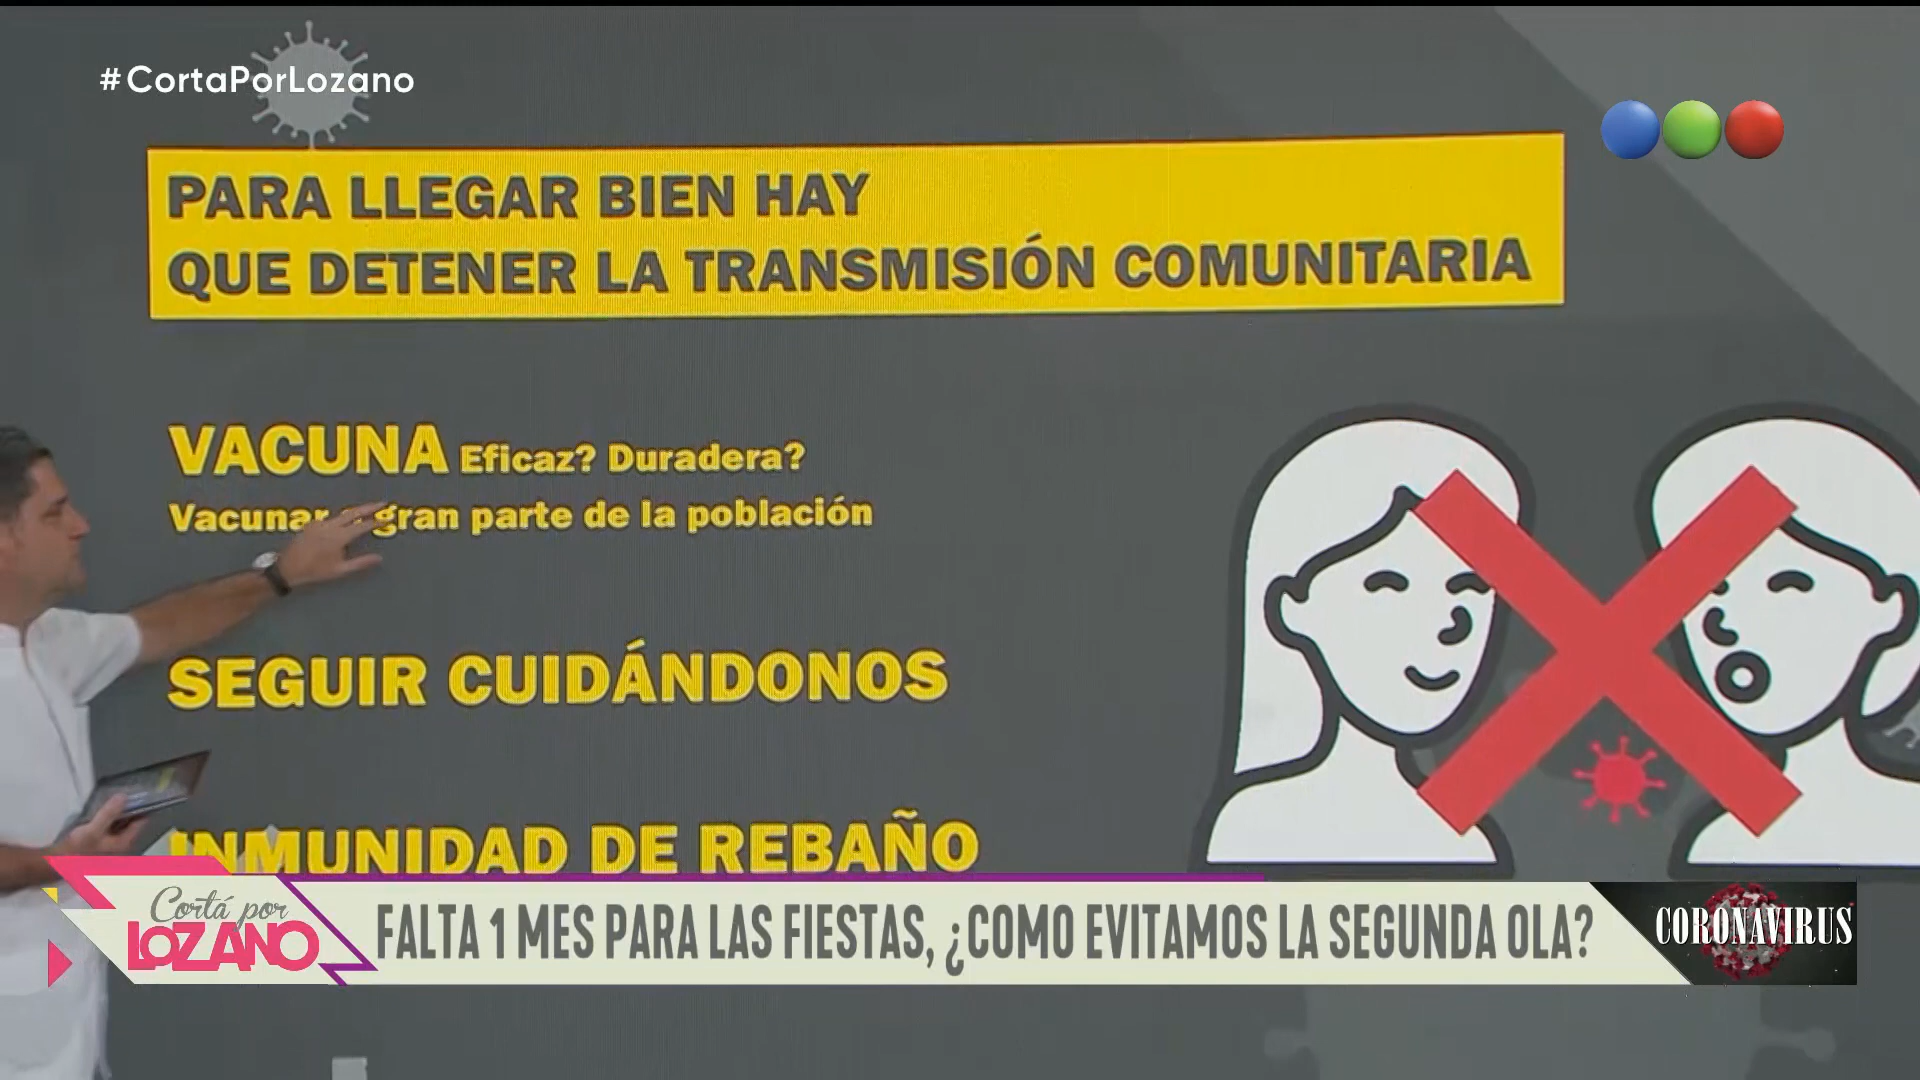 #CortaPorLozano
PARA LLEGAR BIEN HAY
QUE DETENER LA TRANSMISIÓN COMUNITARIA
VACUNA Eficaz? Duradera?
Vacunar a gran parte de la población
SEGUIR CUIDÁNDONOS
INMUNIDAD DE REBAÑO
Cortá por
LOZANO
FALTA 1 MES PARA LAS FIESTAS, ¿COMO EVITAMOS LA SEGUNDA OLA?
CORONAVIRUS